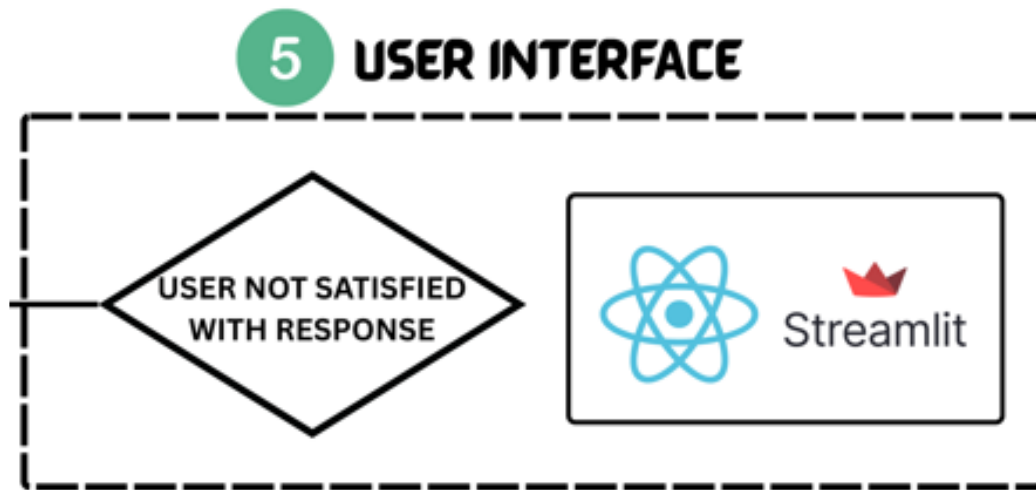 5 USER INTERFACE
USER NOT SATISFIED
WITH RESPONSE
Streamlit